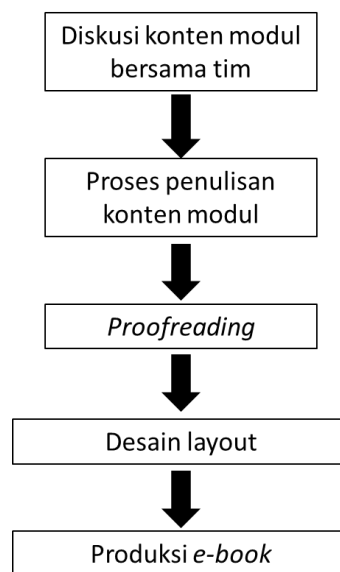 Diskusi konten modul
bersama tim
Proses penulisan
konten modul
Proofreading
Desain layout
Produksi e-book